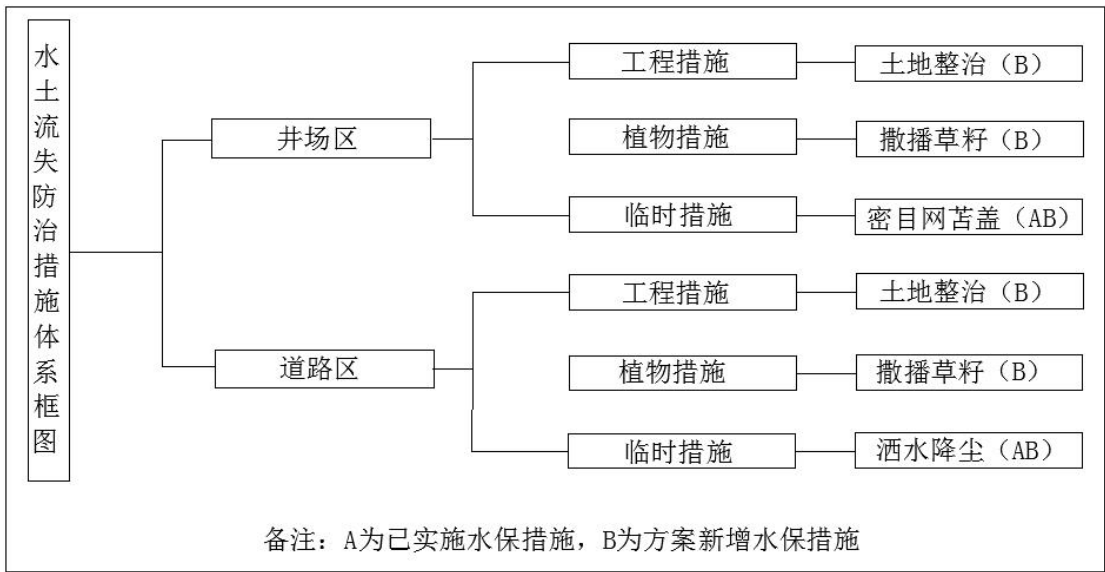 水土流失防治措施体系框图
井场区
工程措施
土地整治（B）
植物措施
撒播草籽（B）
临时措施
密目网苫盖（AB）
道路区
工程措施
土地整治（B）
植物措施
撒播草籽（B）
临时措施
洒水降尘（AB）
备注：A为已实施水保措施，B为方案新增水保措施